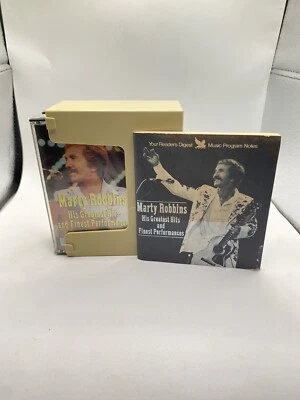 Marty Robbins
His Greatest Hits
and Finest Performances
Your Reader's Digest Music Program Notes
Marty Robbins
His Greatest Hits
and
Finest Performances